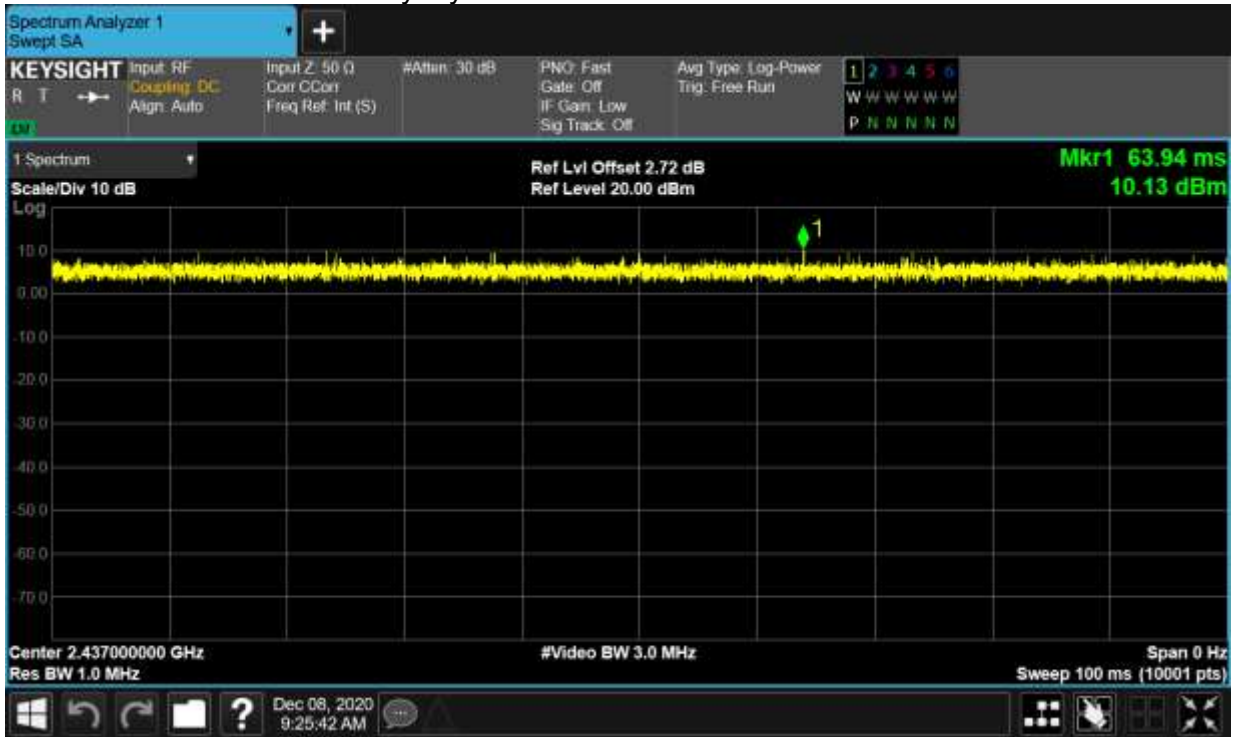 Spectrum Analyzer 1
Swept SA
+
KEYSIGHT
R T
Input: RF
Coupling: DC
Align: Auto
Input Z: 50 Ω
Corr CCorr
Freq Ref: Int (S)
#Atten: 30 dB
PNO: Fast
Gate: Off
IF Gain: Low
Sig Track: Off
Avg Type: Log-Power
Trig: Free Run
1 2 3 4 5 6
W W W W W W
P N N N N N
1 Spectrum
Scale/Div 10 dB
Log
Ref Lvl Offset 2.72 dB
Ref Level 20.00 dBm
Mkr1 63.94 ms
10.13 dBm
1
10.0
0.00
-10.0
-20.0
-30.0
-40.0
-50.0
-60.0
-70.0
Center 2.437000000 GHz
Res BW 1.0 MHz
#Video BW 3.0 MHz
Span 0 Hz
Sweep 100 ms (10001 pts)
?
Dec 08, 2020
9:25:42 AM